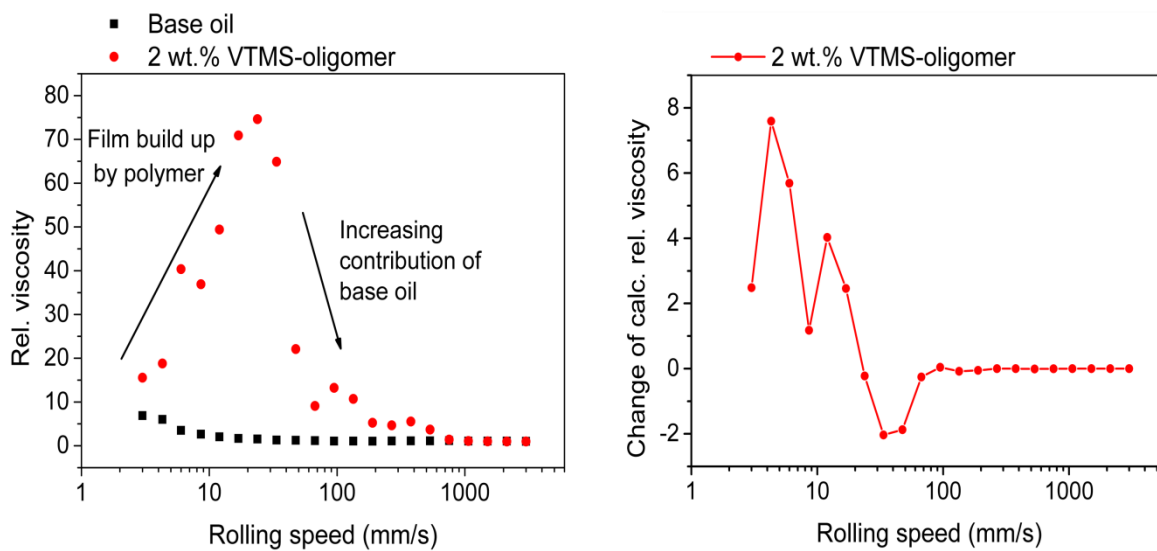 Base oil
2 wt.% VTMS-oligomer
80
70
60
50
40
30
20
10
0
Rel. viscosity
Film build up
by polymer
Increasing
contribution of
base oil
1
10
100
1000
Rolling speed (mm/s)
2 wt.% VTMS-oligomer
8
6
4
2
0
-2
Change of calc. rel. viscosity
1
10
100
1000
Rolling speed (mm/s)